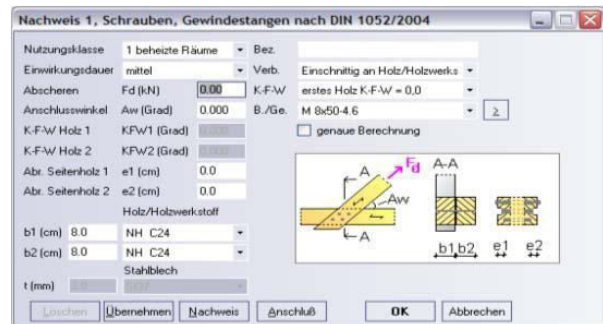 Nachweis 1, Schrauben, Gewindestangen nach DIN 1052/2004
Nutzungsklasse 1 beheizte Räume Bez.
Einwirkungsdauer mittel Verb. Einschnittig an Holz/Holzwerks
Abscheren Fd (kN) 0.00 K-F-W erstes Holz K-F-W = 0,0
Anschlusswinkel Aw (Grad) 0.000 B./Ge. M 8x50-4.6 >
K-F-W Holz 1 KFW1 (Grad) genaue Berechnung
K-F-W Holz 2 KFW2 (Grad)
Abr. Seitenholz 1 e1 (cm) 0.0
Abr. Seitenholz 2 e2 (cm) 0.0
Holz/Holzwerkstoff
b1 (cm) 8.0 NH C24
b2 (cm) 8.0 NH C24
Stahlblech
t (mm)
A Fd A-A
Aw
A b1 b2 e1 e2
Löschen Übernehmen Nachweis Anschluß OK Abbrechen